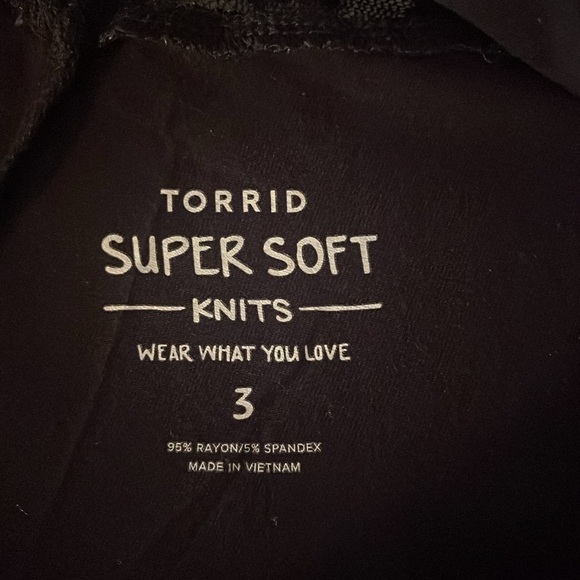 TORRID
SUPER SOFT
KNITS
WEAR WHAT YOU LOVE
3
95% RAYON/5% SPANDEX
MADE IN VIETNAM